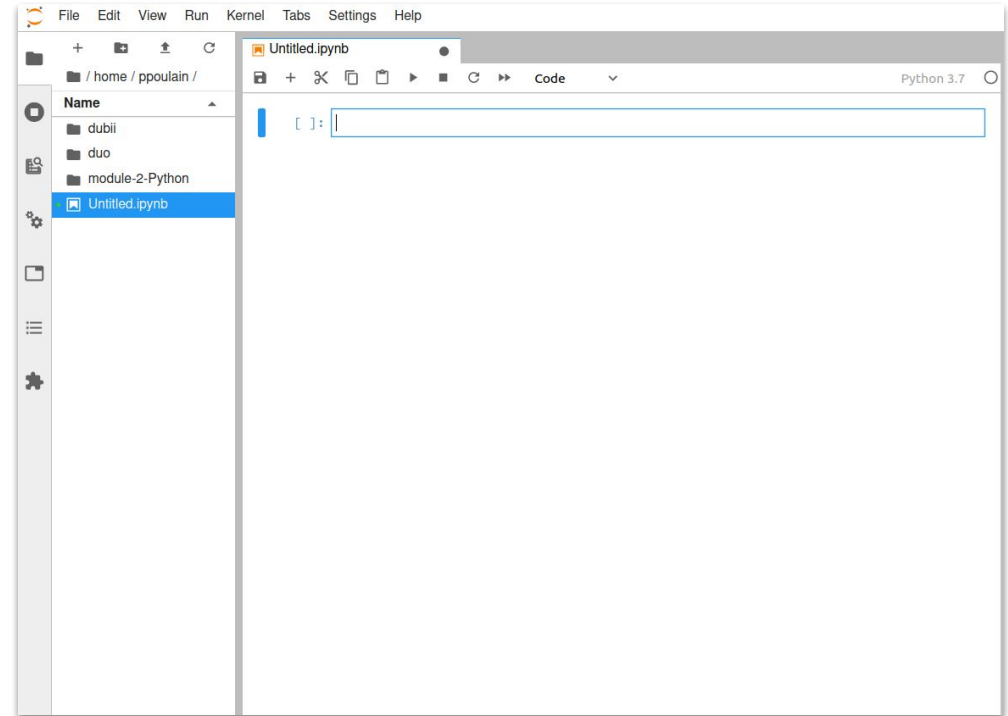 File Edit View Run Kernel Tabs Settings Help
Untitled.ipynb
/ home / ppoulain /
Code
Python 3.7
Name
dubii
duo
module-2-Python
Untitled.ipynb
[ ]: